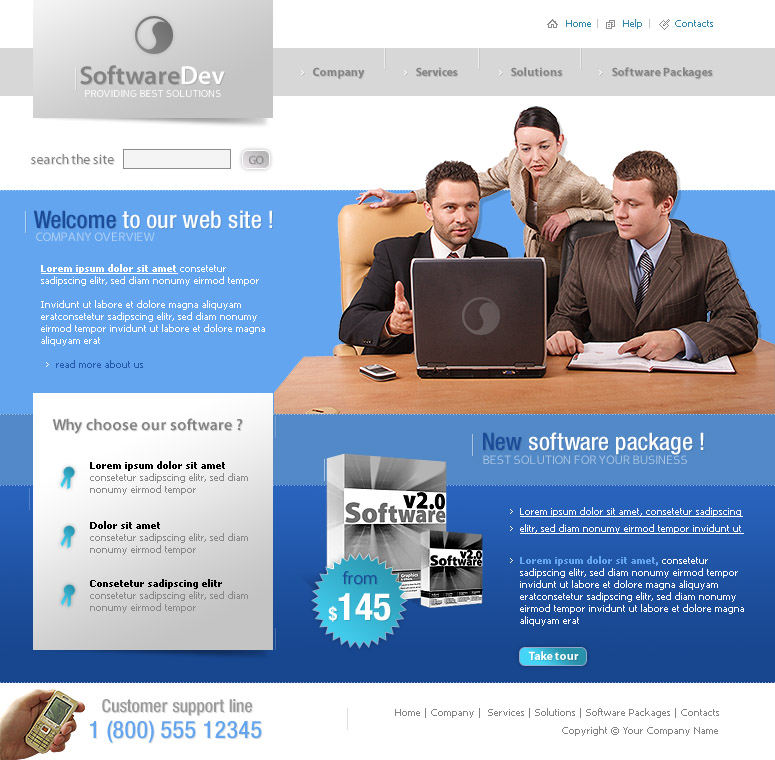 Home
Help
Contacts
SoftwareDev
PROVIDING BEST SOLUTIONS
Company
Services
Solutions
Software Packages
search the site
GO
Welcome to our web site !
COMPANY OVERVIEW
Lorem ipsum dolor sit amet consetetur
sadipscing elitr, sed diam nonumy eirmod tempor
Invidunt ut labore et dolore magna aliquyam
eratconsetetur sadipscing elitr, sed diam nonumy
eirmod tempor invidunt ut labore et dolore magna
aliquyam erat
read more about us
Why choose our software ?
Lorem ipsum dolor sit amet
consetetur sadipscing elitr, sed diam
nonumy eirmod tempor
Dolor sit amet
consetetur sadipscing elitr, sed diam
nonumy eirmod tempor
Consetetur sadipscing elitr
consetetur sadipscing elitr, sed diam
nonumy eirmod tempor
New software package !
BEST SOLUTION FOR YOUR BUSINESS
v2.0
Software
v2.0
Software
from
$145
Lorem ipsum dolor sit amet, consetetur sadipscing
elitr, sed diam nonumy eirmod tempor invidunt ut
Lorem ipsum dolor sit amet, consetetur
sadipscing elitr, sed diam nonumy eirmod tempor
invidunt ut labore et dolore magna aliquyam
eratconsetetur sadipscing elitr, sed diam nonumy
eirmod tempor invidunt ut labore et dolore magna
aliquyam erat
Take tour
Customer support line
1 (800) 555 12345
Home | Company | Services | Solutions | Software Packages | Contacts
Copyright © Your Company Name